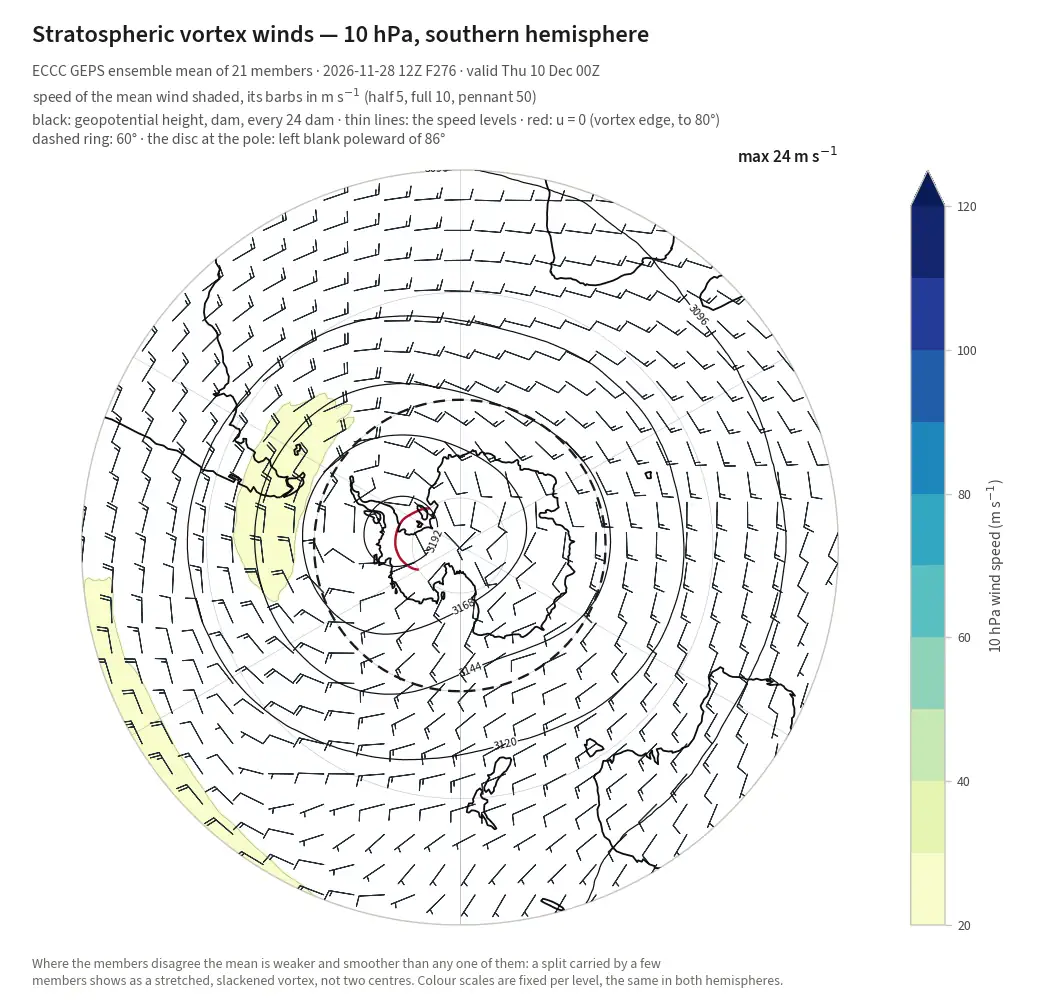 Stratospheric vortex winds — 10 hPa, southern hemisphere
ECCC GEPS ensemble mean of 21 members · 2026-11-28 12Z F276 · valid Thu 10 Dec 00Z
speed of the mean wind shaded, its barbs in m s⁻¹ (half 5, full 10, pennant 50)
black: geopotential height, dam, every 24 dam · thin lines: the speed levels · red: u = 0 (vortex edge, to 80°)
dashed ring: 60° · the disc at the pole: left blank poleward of 86°
max 24 m s⁻¹
120
100
80
60
40
20
10 hPa wind speed (m s⁻¹)
3096
3192
3168
3144
3120
Where the members disagree the mean is weaker and smoother than any one of them: a split carried by a few
members shows as a stretched, slackened vortex, not two centres. Colour scales are fixed per level, the same in both hemispheres.